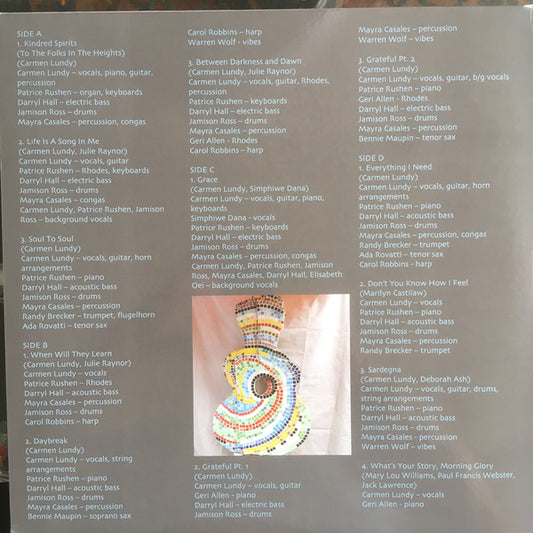 SIDE A
1. Kindred Spirits
(To The Folks In The Heights)
(Carmen Lundy)
Carmen Lundy – vocals, piano, guitar,
percussion
Patrice Rushen – organ, keyboards
Darryl Hall – electric bass
Jamison Ross – drums
Mayra Casales – percussion, congas
2. Life Is A Song in Me
(Carmen Lundy, Julie Raynor)
Carmen Lundy – vocals, guitar
Patrice Rushen – Rhodes, keyboards
Darryl Hall – electric bass
Jamison Ross – drums
Mayra Casales – congas
Carmen Lundy, Patrice Rushen, Jamison
Ross – background vocals
3. Soul To Soul
(Carmen Lundy)
Carmen Lundy – vocals, guitar, horn
arrangements
Patrice Rushen – piano
Darryl Hall – acoustic bass
Jamison Ross – drums
Mayra Casales – percussion
Randy Brecker – trumpet, flugelhorn
Ada Rovatti – tenor sax
SIDE B
1. When Will They Learn
(Carmen Lundy, Julie Raynor)
Carmen Lundy – vocals
Patrice Rushen – Rhodes
Darryl Hall – acoustic bass
Mayra Casales – percussion
Jamison Ross – drums
Carol Robbins – harp
2. Daybreak
(Carmen Lundy)
Carmen Lundy – vocals, string
arrangements
Patrice Rushen – piano
Darryl Hall – acoustic bass
Jamison Ross – drums
Mayra Casales – percussion
Bennie Maupin – soprano sax
Carol Robbins – harp
Warren Wolf – vibes
3. Between Darkness and Dawn
(Carmen Lundy, Julie Raynor)
Carmen Lundy – vocals, guitar, Rhodes,
percussion
Patrice Rushen – keyboards
Darryl Hall – electric bass
Jamison Ross – drums
Mayra Casales – percussion
Geri Allen – Rhodes
Carol Robbins – harp
SIDE C
1. Grace
(Carmen Lundy, Simphiwe Dana)
Carmen Lundy – vocals, guitar, piano,
keyboards
Simphiwe Dana - vocals
Patrice Rushen – keyboards
Darryl Hall – electric bass
Jamison Ross – drums
Mayra Casales – percussion, congas
Carmen Lundy, Patrice Rushen, Jamison
Ross, Mayra Casales, Darryl Hall, Elisabeth
Oei – background vocals
2. Grateful Pt. 1
(Carmen Lundy)
Carmen Lundy – vocals, guitar
Geri Allen - piano
Darryl Hall – electric bass
Jamison Ross – drums
Mayra Casales – percussion
Warren Wolf – vibes
3. Grateful Pt. 2
(Carmen Lundy)
Carmen Lundy – vocals, guitar, b/g vocals
Patrice Rushen – piano
Geri Allen - Rhodes
Darryl Hall – electric bass
Jamison Ross – drums
Mayra Casales – percussion
Bennie Maupin – tenor sax
SIDE D
1. Everything I Need
(Carmen Lundy)
Carmen Lundy – vocals, guitar, horn
arrangements
Patrice Rushen – piano
Darryl Hall – acoustic bass
Jamison Ross – drums
Mayra Casales – percussion, congas
Randy Brecker – trumpet
Ada Rovatti – tenor sax
Carol Robbins - harp
2. Don't You Know How I Feel
(Marilyn Castilaw)
Carmen Lundy – vocals
Patrice Rushen – piano
Darryl Hall – acoustic bass
Jamison Ross – drums
Mayra Casales – percussion
Randy Brecker – trumpet
3. Sardegna
(Carmen Lundy, Deborah Ash)
Carmen Lundy – vocals, guitar, drums,
string arrangements
Patrice Rushen – piano
Darryl Hall – acoustic bass
Jamison Ross – drums
Mayra Casales - percussion
Warren Wolf – vibes
4. What's Your Story, Morning Glory
(Mary Lou Williams, Paul Francis Webster,
Jack Lawrence)
Carmen Lundy – vocals
Geri Allen – piano